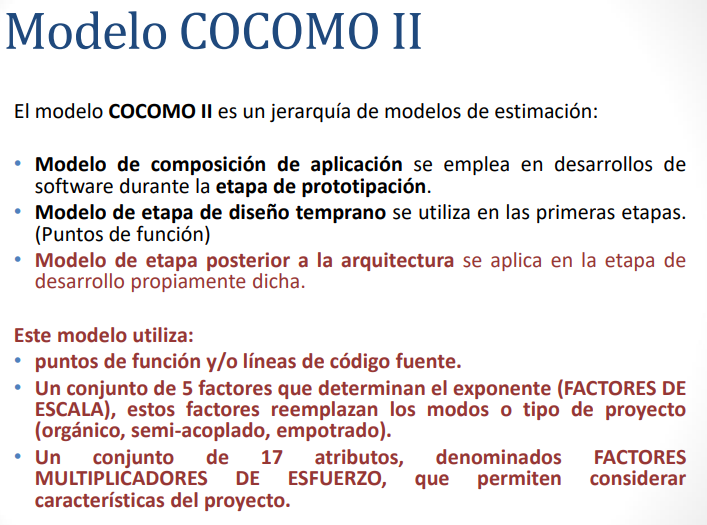 Modelo COCOMO II
El modelo COCOMO II es un jerarquía de modelos de estimación:
• Modelo de composición de aplicación se emplea en desarrollos de
software durante la etapa de prototipación.
• Modelo de etapa de diseño temprano se utiliza en las primeras etapas.
(Puntos de función)
• Modelo de etapa posterior a la arquitectura se aplica en la etapa de
desarrollo propiamente dicha.
Este modelo utiliza:
• puntos de función y/o líneas de código fuente.
• Un conjunto de 5 factores que determinan el exponente (FACTORES DE
ESCALA), estos factores reemplazan los modos o tipo de proyecto
(orgánico, semi-acoplado, empotrado).
• Un conjunto de 17 atributos, denominados FACTORES
MULTIPLICADORES DE ESFUERZO, que permiten considerar
características del proyecto.